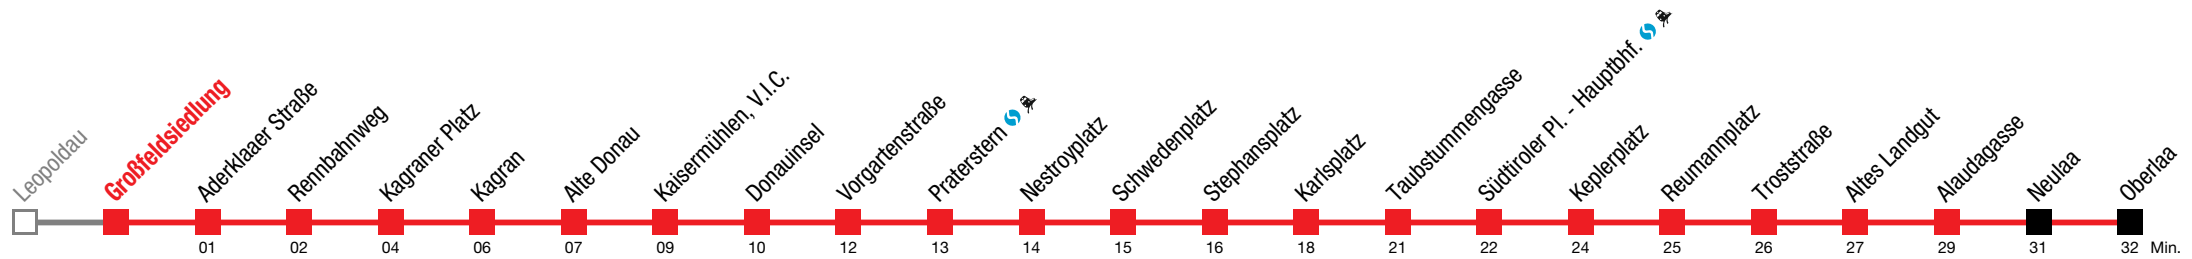 Leopoldau
Großfeldsiedlung
Aderklaaer Straße
Rennbahnweg
Kagraner Platz
Kagran
Alte Donau
Kaisermühlen, V.I.C.
Donauinsel
Vorgartenstraße
Praterstern
Nestroyplatz
Schwedenplatz
Stephansplatz
Karlsplatz
Taubstummengasse
Südtiroler Pl. - Hauptbhf.
Keplerplatz
Reumannplatz
Troststraße
Altes Landgut
Alaudagasse
Neulaa
Oberlaa
01 02 04 06 07 09 10 12 13 14 15 16 18 21 22 24 25 26 27 29 31 32 Min.